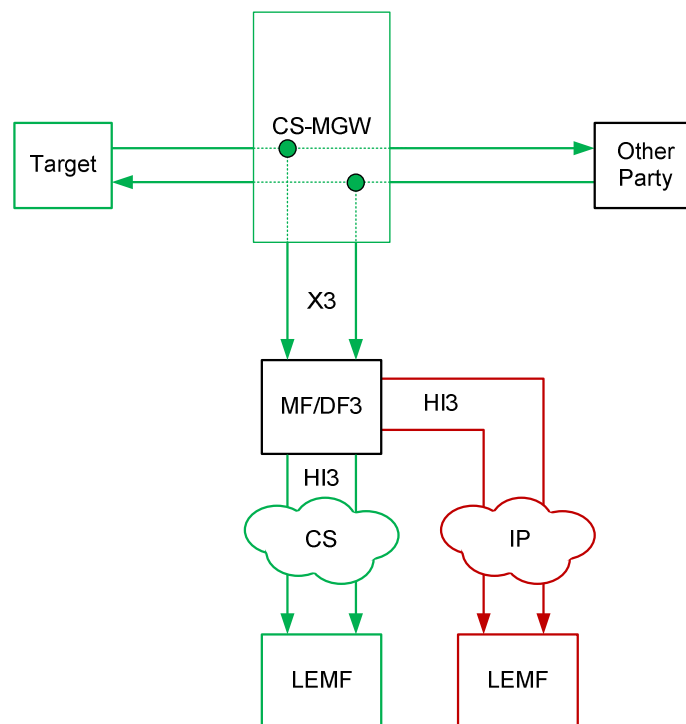 CS-MGW
Target
Other
Party
X3
MF/DF3
HI3
HI3
CS
IP
LEMF
LEMF